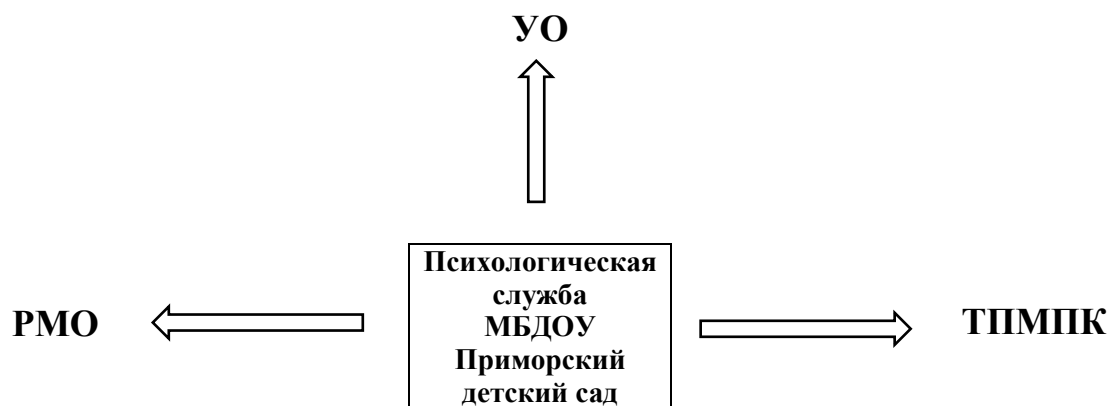 УО
Психологическая
служба
РМО
МБДОУ
ТПМПК
Приморский
детский сад